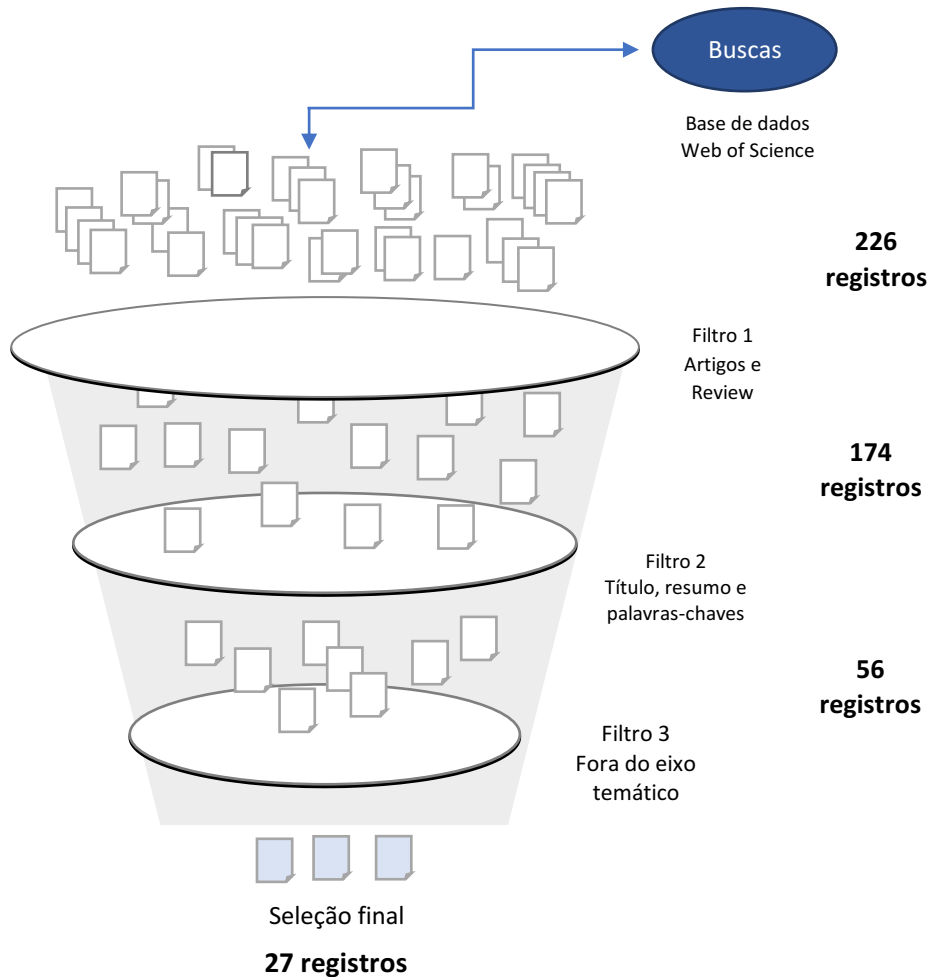 Buscas
Base de dados
Web of Science
226
registros
Filtro 1
Artigos e
Review
174
registros
Filtro 2
Título, resumo e
palavras-chaves
56
registros
Filtro 3
Fora do eixo
temático
Seleção final
27 registros